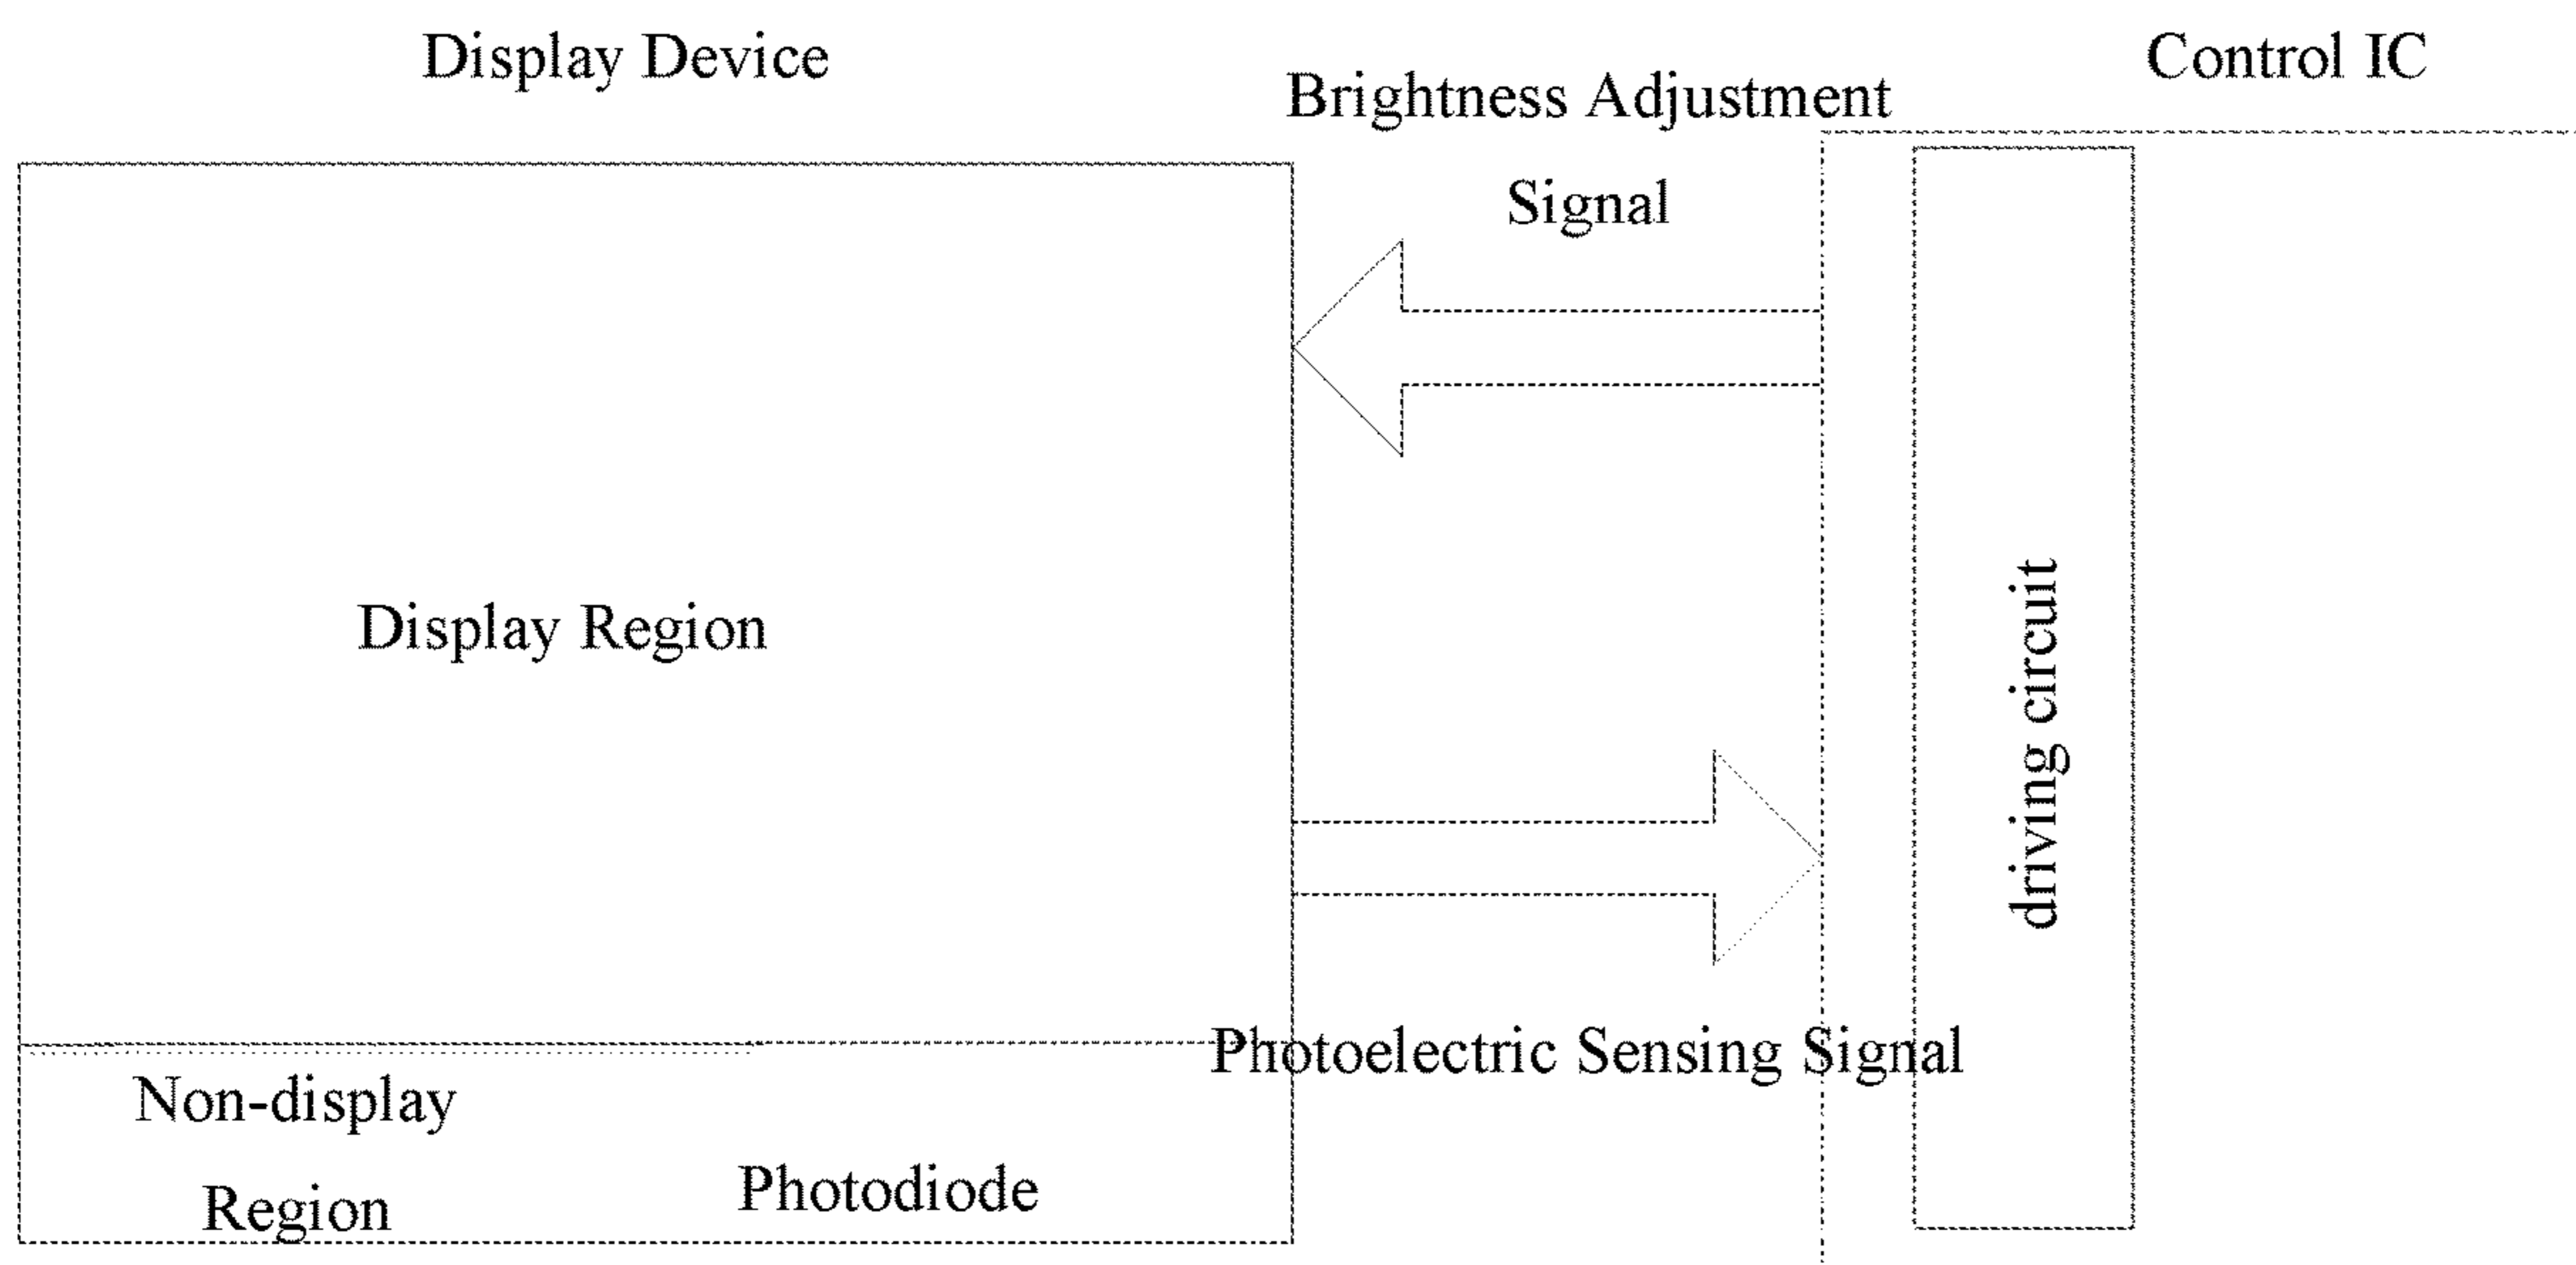 Display Device
Control IC
Brightness Adjustment
Signal
Display Region
driving circuit
Photoelectric Sensing Signal
Non-display
Region
Photodiode